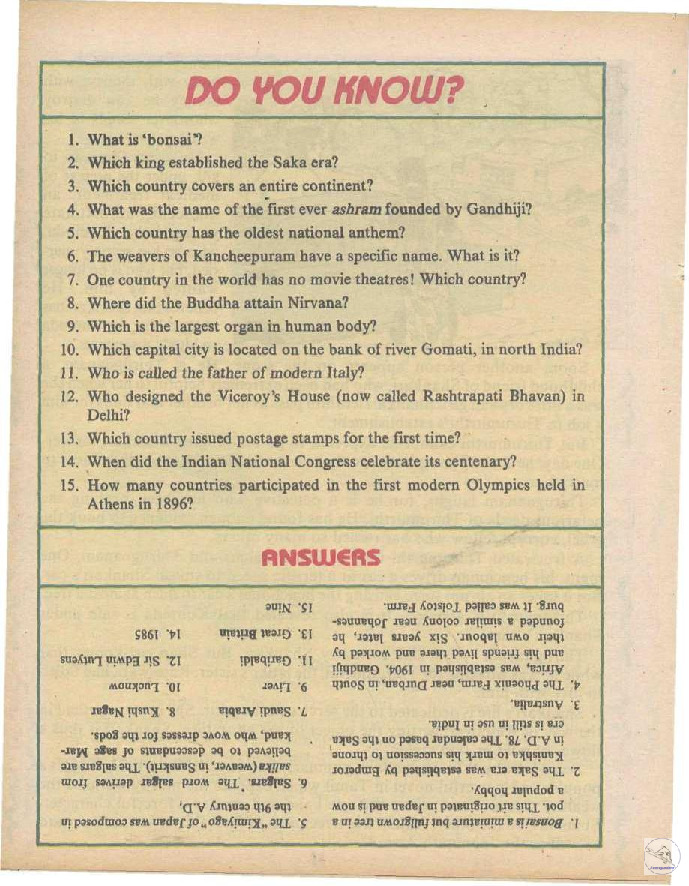 DO YOU KNOW?
1. What is 'bonsai'?
2. Which king established the Saka era?
3. Which country covers an entire continent?
4. What was the name of the first ever ashram founded by Gandhiji?
5. Which country has the oldest national anthem?
6. The weavers of Kancheepuram have a specific name. What is it?
7. One country in the world has no movie theatres! Which country?
8. Where did the Buddha attain Nirvana?
9. Which is the largest organ in human body?
10. Which capital city is located on the bank of river Gomati, in north India?
11. Who is called the father of modern Italy?
12. Who designed the Viceroy's House (now called Rashtrapati Bhavan) in
Delhi?
13. Which country issued postage stamps for the first time?
14. When did the Indian National Congress celebrate its centenary?
15. How many countries participated in the first modern Olympics held in
Athens in 1896?
ANSWERS
1. Bonsai is a miniature but fullgrown tree in a
pot. This art originated in Japan and is now
a popular hobby.
2. The Saka era was established by Emperor
Kanishka to mark his succession to throne
in A.D. 78. The calendar based on the Saka
era is still in use in India.
3. Australia.
4. The Phoenix Farm, near Durban, in South
Africa, was established in 1904. Gandhiji
and his friends lived there and worked by
their own labour. Six years later, he
founded a similar colony near Johannes-
burg. It was called Tolstoy Farm.
5. The "Kimiyago" of Japan was composed in
the 9th century A.D.
6. Salgars. The word salgar derives from
salika (weaver, in Sanskrit). The salgars are
believed to be descendants of sage Mar-
kand, who wove dresses for the gods.
7. Saudi Arabia 8. Kushi Nagar
9. Liver 10. Lucknow
11. Garibaldi 12. Sir Edwin Lutyens
13. Great Britain 14. 1985
15. Nine